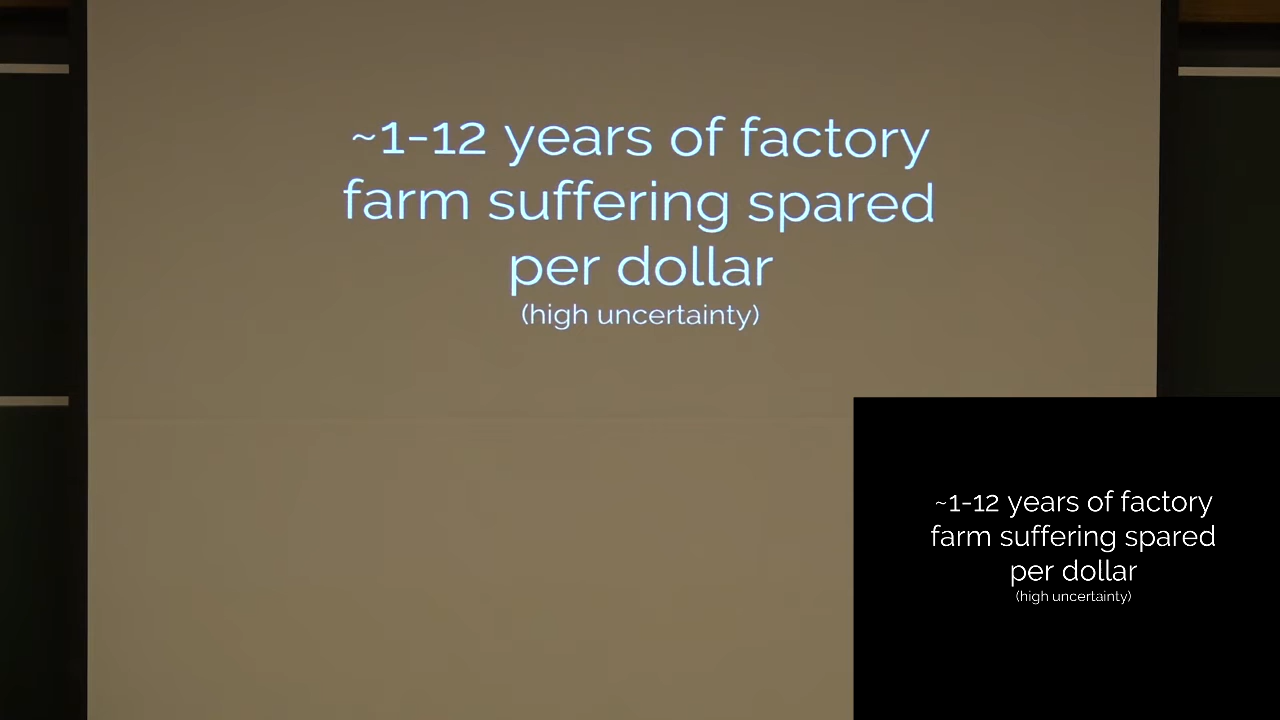 ~1-12 years of factory
farm suffering spared
per dollar
(high uncertainty)
~1-12 years of factory
farm suffering spared
per dollar
(high uncertainty)